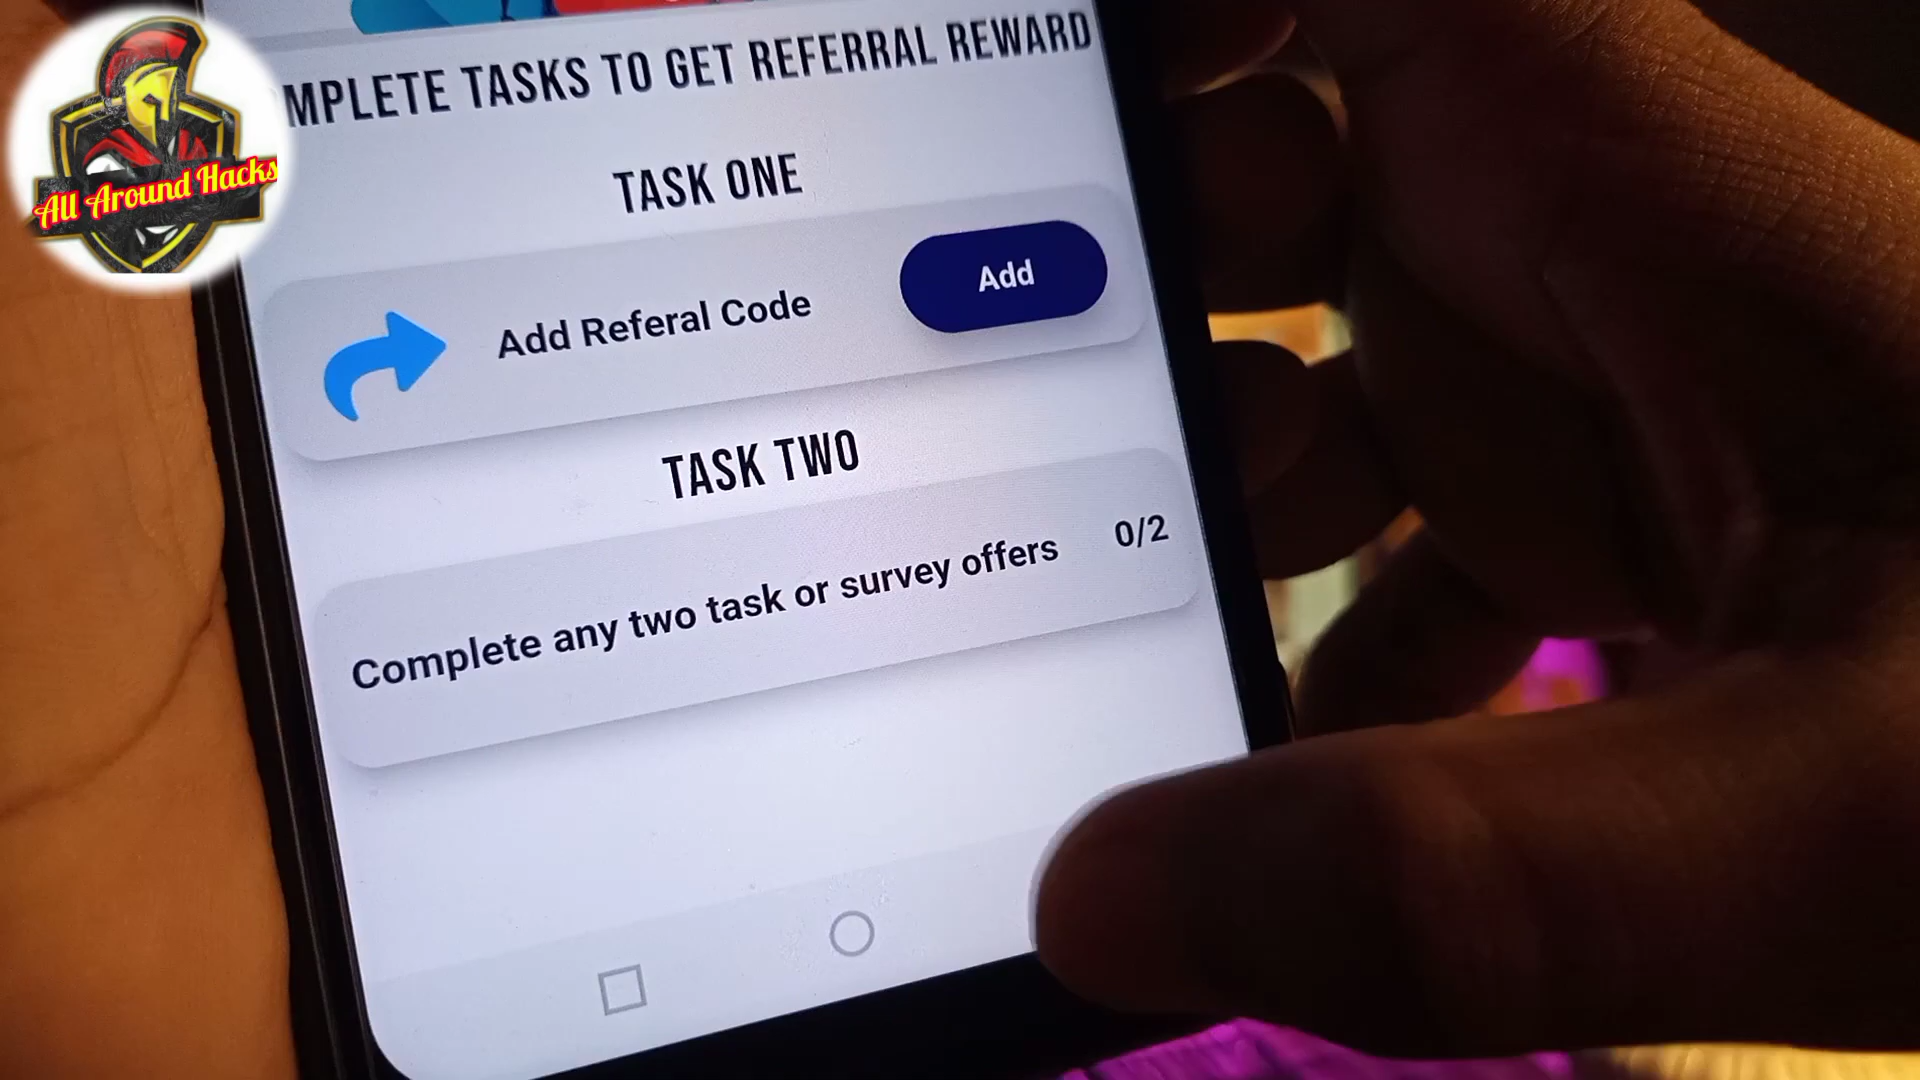 All Around Hacks
MPLETE TASKS TO GET REFERRAL REWARD
TASK ONE
Add Referal Code
Add
TASK TWO
Complete any two task or survey offers
0/2